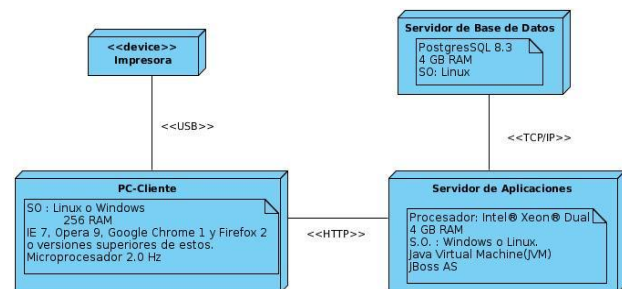 <<device>>
Impresora
Servidor de Base de Datos
PostgresSQL 8.3
4 GB RAM
SO: Linux
<<USB>>
<<TCP/IP>>
PC-Cliente
SO : Linux o Windows
256 RAM
IE 7, Opera 9, Google Chrome 1 y Firefox 2
o versiones superiores de estos.
Microprocesador 2.0 Hz
<<HTTP>>
Servidor de Aplicaciones
Procesador: Intel® Xeon® Dual
4 GB RAM
S.O. : Windows o Linux.
Java Virtual Machine(JVM)
JBoss AS